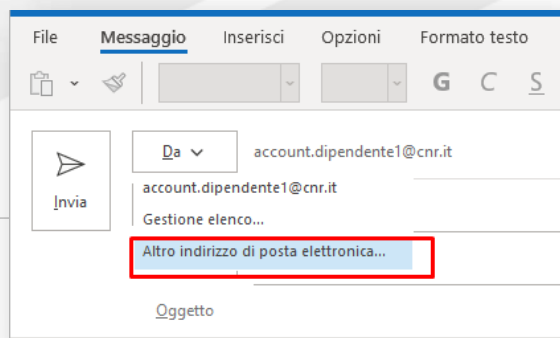 File Messaggio Inserisci Opzioni Formato testo
G C S
Da account.dipendente1@cnr.it
Invia
account.dipendente1@cnr.it
Gestione elenco...
Altro indirizzo di posta elettronica...
Oggetto